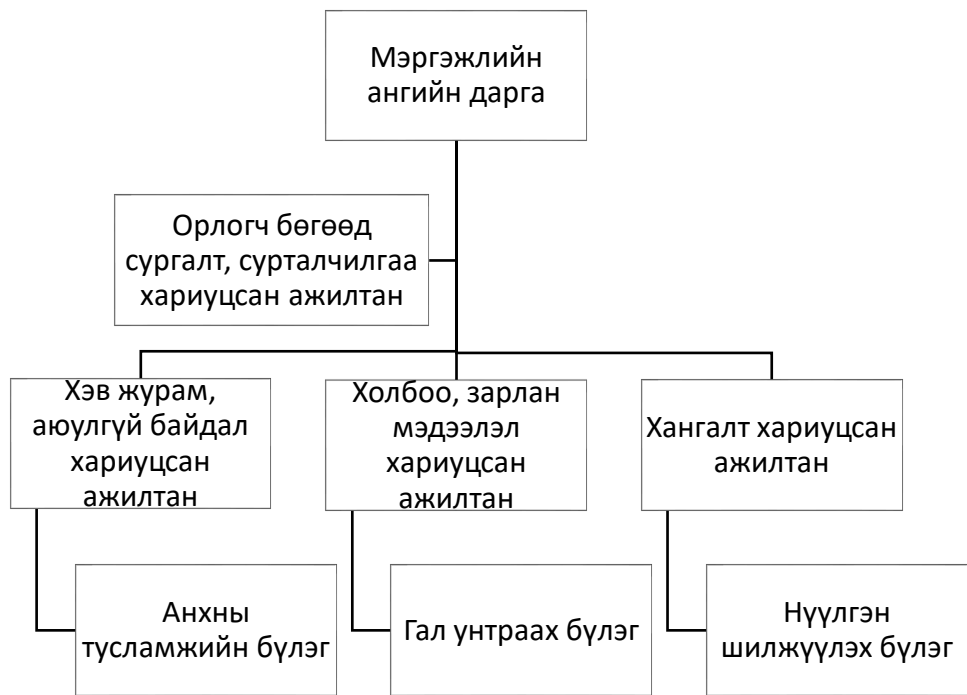 Мэргэжлийн
ангийн дарга
Орлогч бөгөөд
сургалт, сурталчилгаа
хариуцсан ажилтан
Хэв журам,
аюулгүй байдал
хариуцсан
ажилтан
Холбоо, зарлан
мэдээлэл
хариуцсан
ажилтан
Хангалт хариуцсан
ажилтан
Анхны
тусламжийн бүлэг
Гал унтраах бүлэг
Нүүлгэн
шилжүүлэх бүлэг